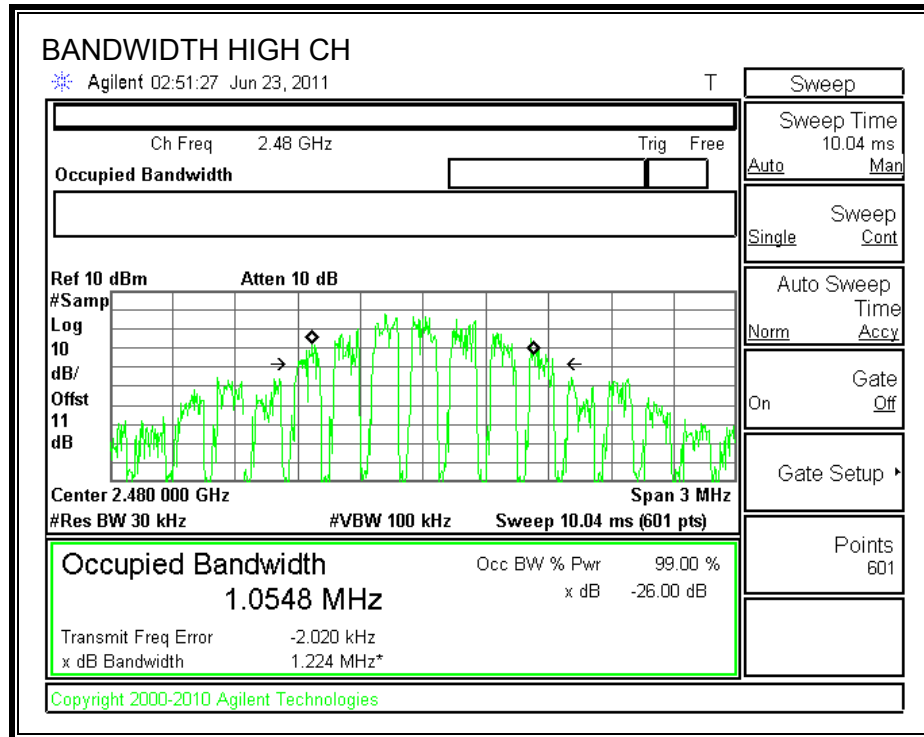 BANDWIDTH HIGH CH
Agilent 02:51:27 Jun 23, 2011 T
Ch Freq 2.48 GHz Trig Free
Occupied Bandwidth
Ref 10 dBm Atten 10 dB
#Samp
Log
10
dB/
Offst
11
dB
Center 2.480 000 GHz Span 3 MHz
#Res BW 30 kHz #VBW 100 kHz Sweep 10.04 ms (601 pts)
Occupied Bandwidth Occ BW % Pwr 99.00 %
1.0548 MHz x dB -26.00 dB
Transmit Freq Error -2.020 kHz
x dB Bandwidth 1.224 MHz*
Copyright 2000-2010 Agilent Technologies
Sweep
Sweep Time
10.04 ms
Auto Man
Sweep
Single Cont
Auto Sweep
Time
Norm Accy
Gate
On Off
Gate Setup
Points
601